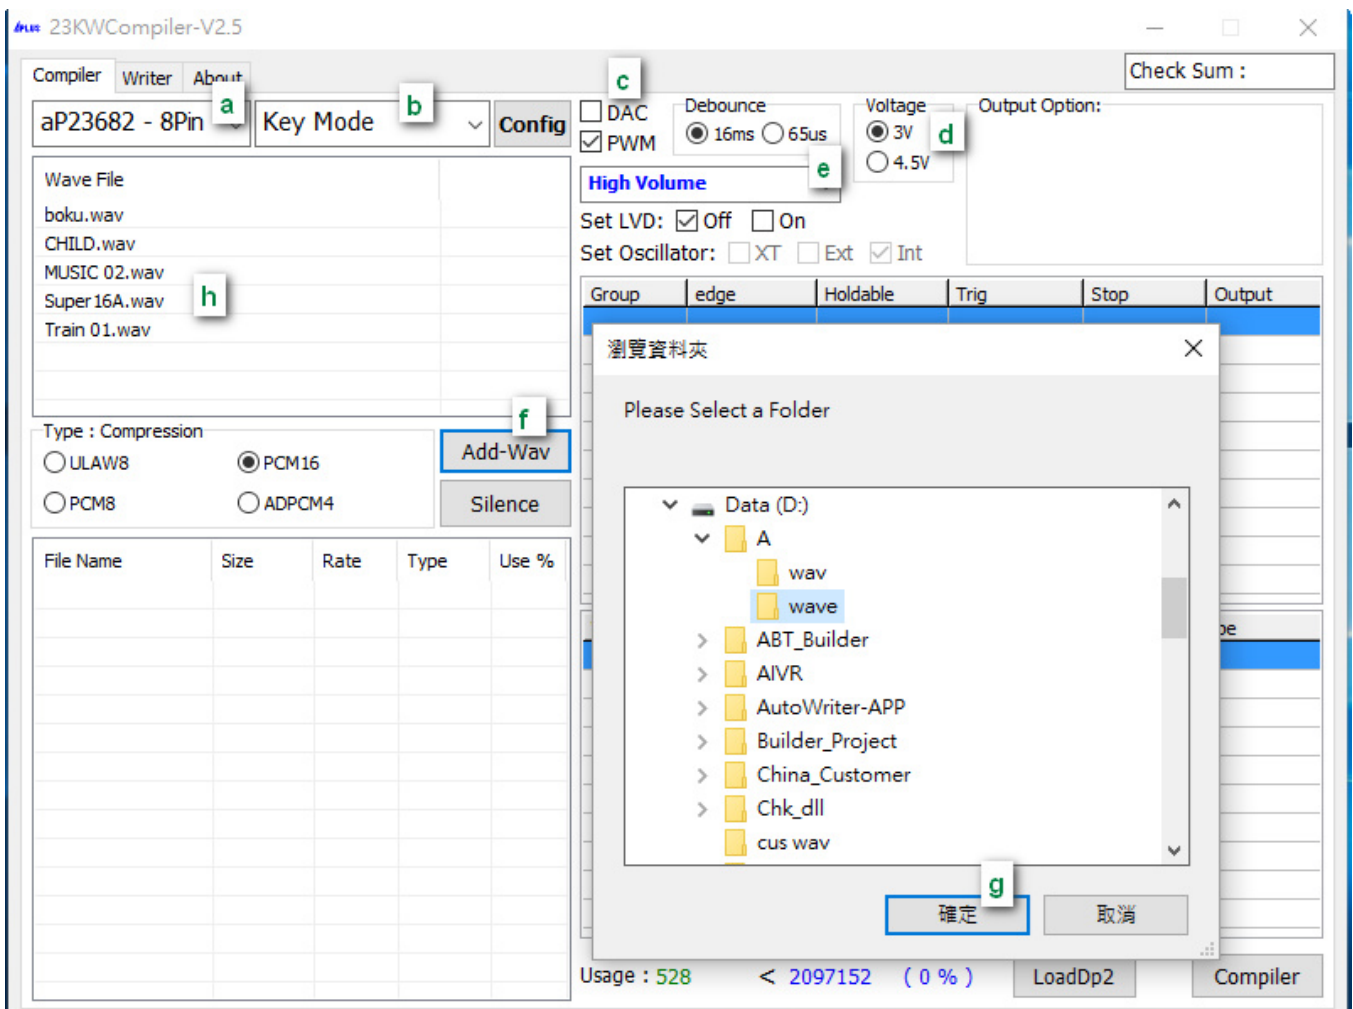 aPLUS 23KWCompiler-V2.5
Compiler Writer About
Check Sum :
a
b
c
d
e
f
g
h
aP23682 - 8Pin
Key Mode
Config
DAC
PWM
Debounce
16ms 65us
Voltage
3V
4.5V
Output Option:
High Volume
Set LVD: Off On
Set Oscillator: XT Ext Int
Wave File
boku.wav
CHILD.wav
MUSIC 02.wav
Super16A.wav
Train 01.wav
Type : Compression
ULAW8 PCM16
PCM8 ADPCM4
Add-Wav
Silence
File Name Size Rate Type Use %
Group edge Holdable Trig Stop Output
瀏覽資料夾
Please Select a Folder
Data (D:)
A
wav
wave
ABT_Builder
AIVR
AutoWriter-APP
Builder_Project
China_Customer
Chk_dll
cus wav
確定 取消
Usage : 528 < 2097152 ( 0 % )
LoadDp2
Compiler